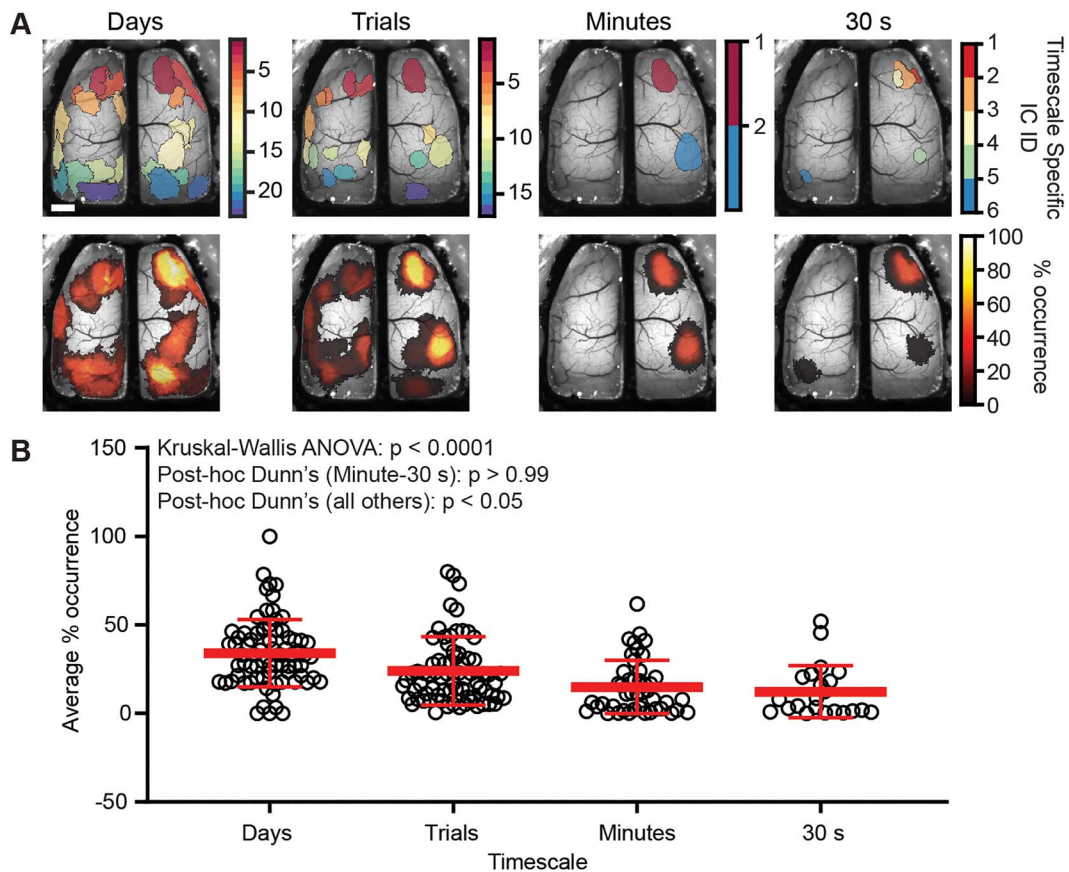 A
Days
Trials
Minutes
30 s
5
10
15
20
5
10
15
1
2
1
2
3
4
5
6
Timescale Specific
IC ID
100
80
60
40
20
0
% occurrence
B
Kruskal-Wallis ANOVA: p < 0.0001
Post-hoc Dunn's (Minute-30 s): p > 0.99
Post-hoc Dunn's (all others): p < 0.05
150
100
50
0
-50
Average % occurrence
Days
Trials
Minutes
30 s
Timescale